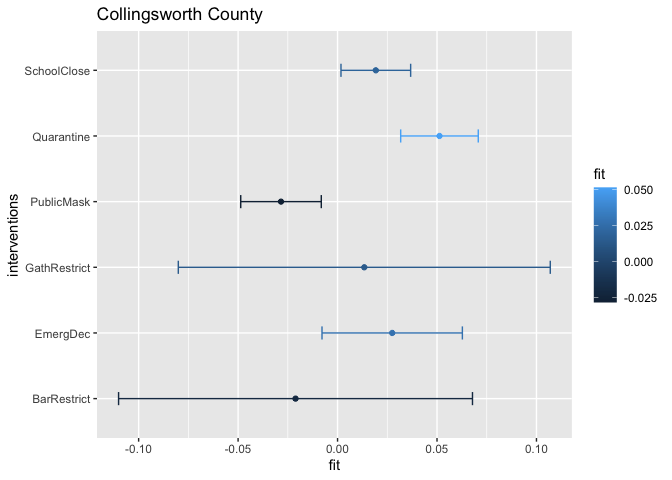 Collingsworth County
SchoolClose
Quarantine
PublicMask
GathRestrict
EmergDec
BarRestrict
interventions
-0.10 -0.05 0.00 0.05 0.10
fit
fit
0.050
0.025
0.000
-0.025